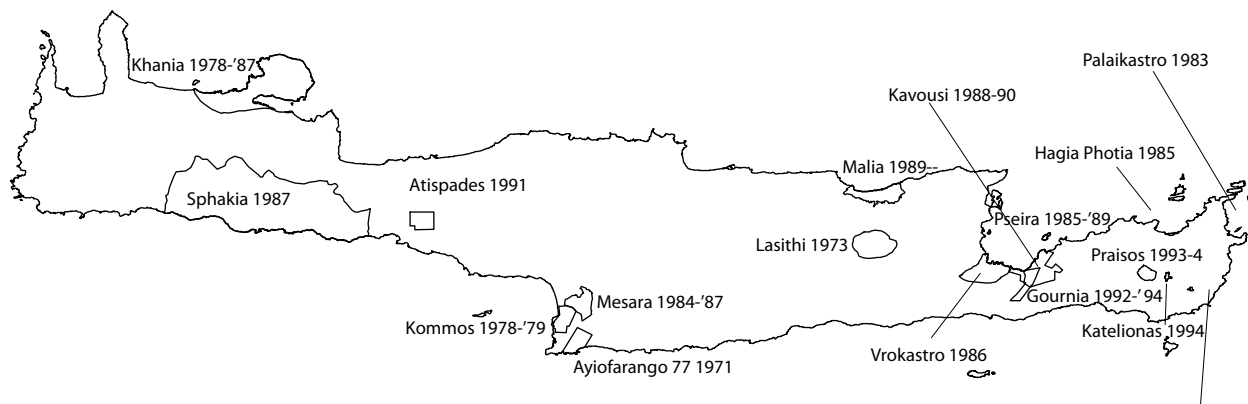 Palaikastro 1983
Khania 1978-'87
Kavousi 1988-90
Hagia Photia 1985
Malia 1989--
Atispades 1991
Sphakia 1987
Pseira 1985-'89
Lasithi 1973
Praisos 1993-4
Mesara 1984-'87
Gournia 1992-'94
Kommos 1978-'79
Katelionas 1994
Vrokastro 1986
Ayiofarango 77 1971